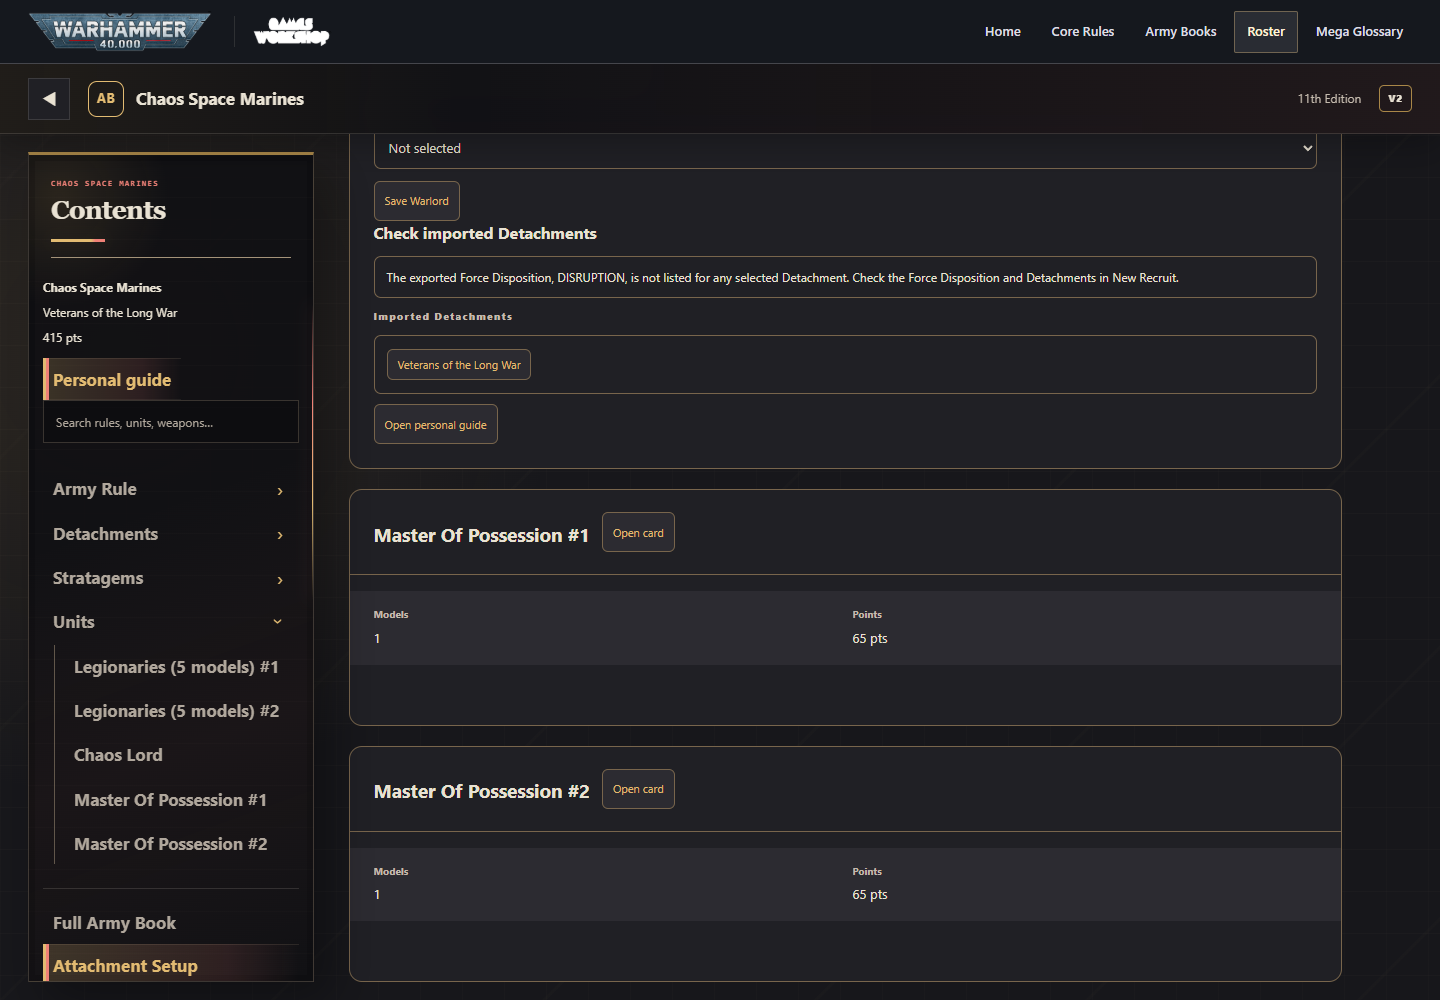 WARHAMMER
40,000
GAMES
WORKSHOP
Home
Core Rules
Army Books
Roster
Mega Glossary
◀
AB
Chaos Space Marines
11th Edition
V2
CHAOS SPACE MARINES
Contents
Chaos Space Marines
Veterans of the Long War
415 pts
Personal guide
Search rules, units, weapons...
Army Rule
Detachments
Stratagems
Units
Legionaries (5 models) #1
Legionaries (5 models) #2
Chaos Lord
Master Of Possession #1
Master Of Possession #2
Full Army Book
Attachment Setup
Not selected
Save Warlord
Check imported Detachments
The exported Force Disposition, DISRUPTION, is not listed for any selected Detachment. Check the Force Disposition and Detachments in New Recruit.
Imported Detachments
Veterans of the Long War
Open personal guide
Master Of Possession #1
Open card
Models
Points
1
65 pts
Master Of Possession #2
Open card
Models
Points
1
65 pts